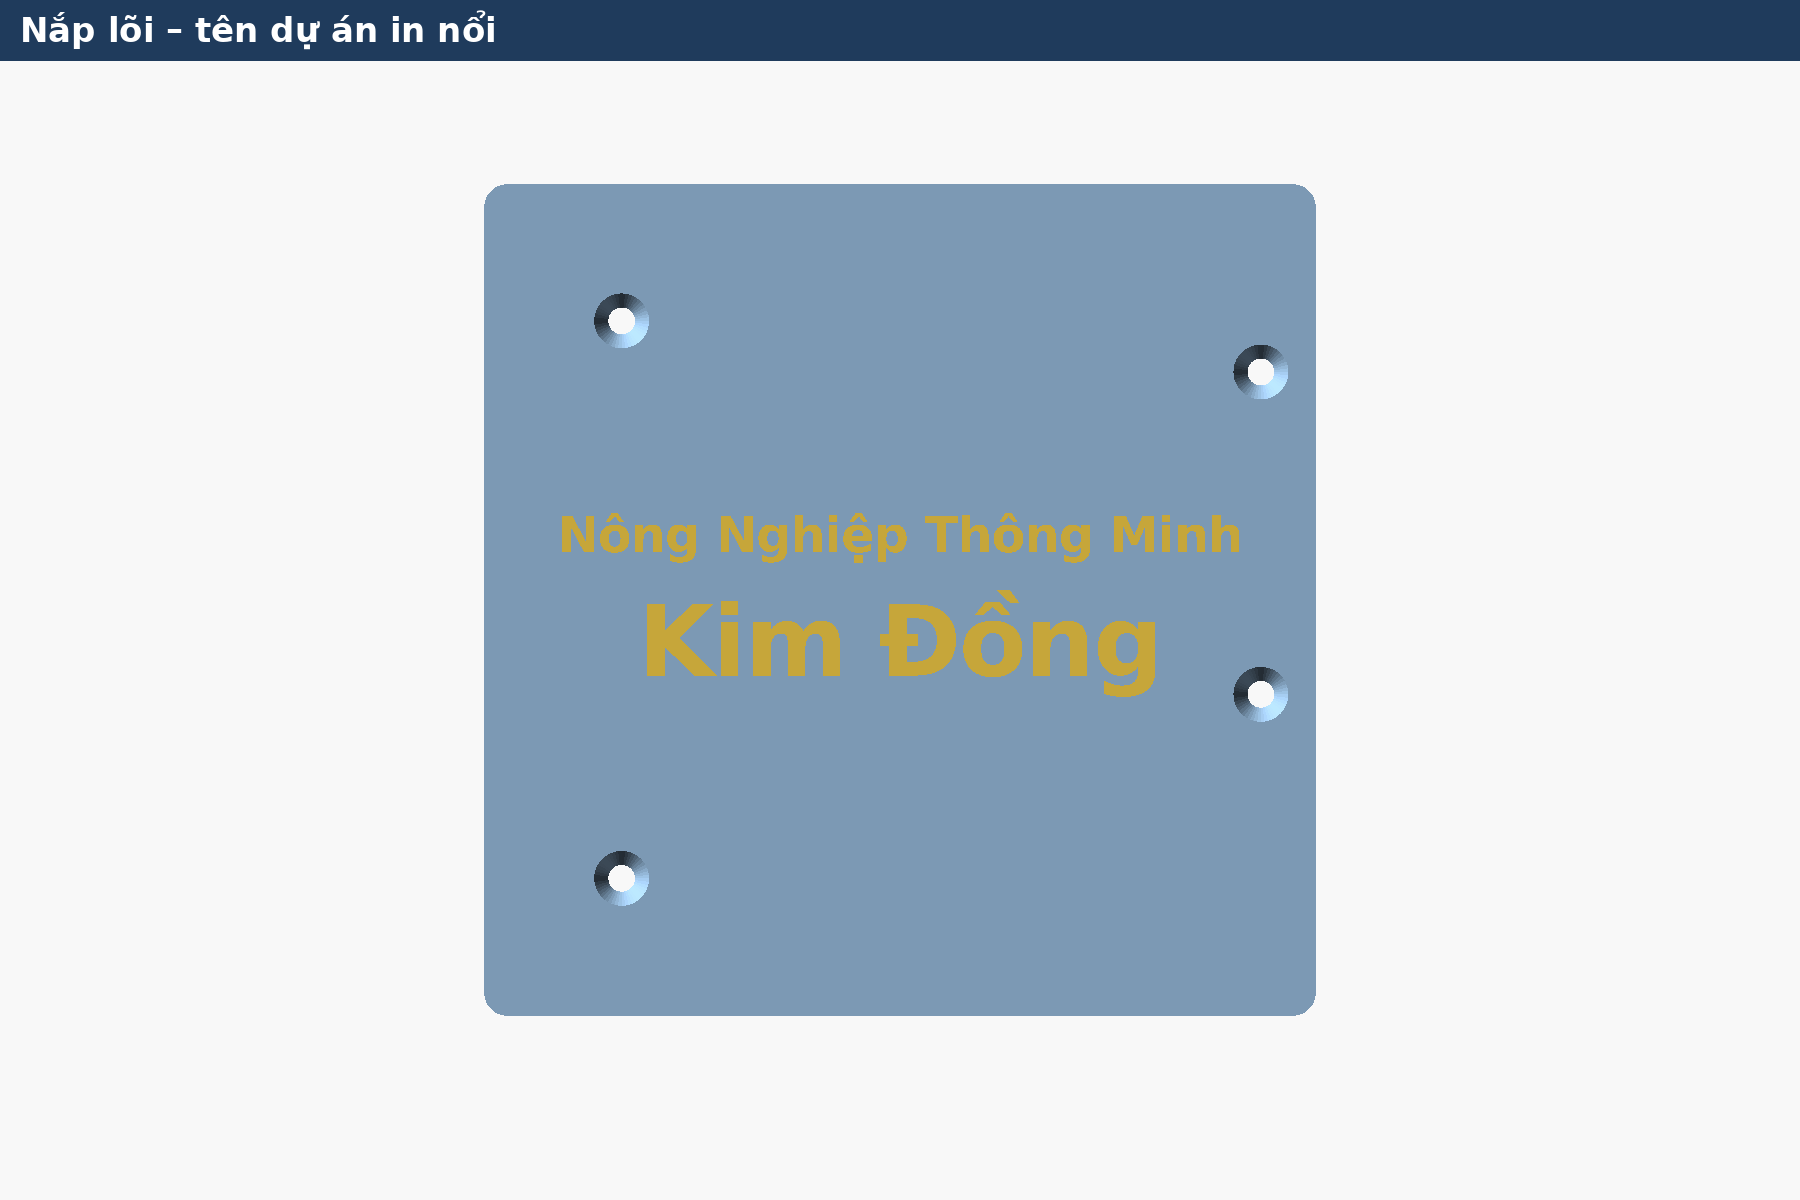 Nắp lõi – tên dự án in nổi
Nông Nghiệp Thông Minh
Kim Đồng